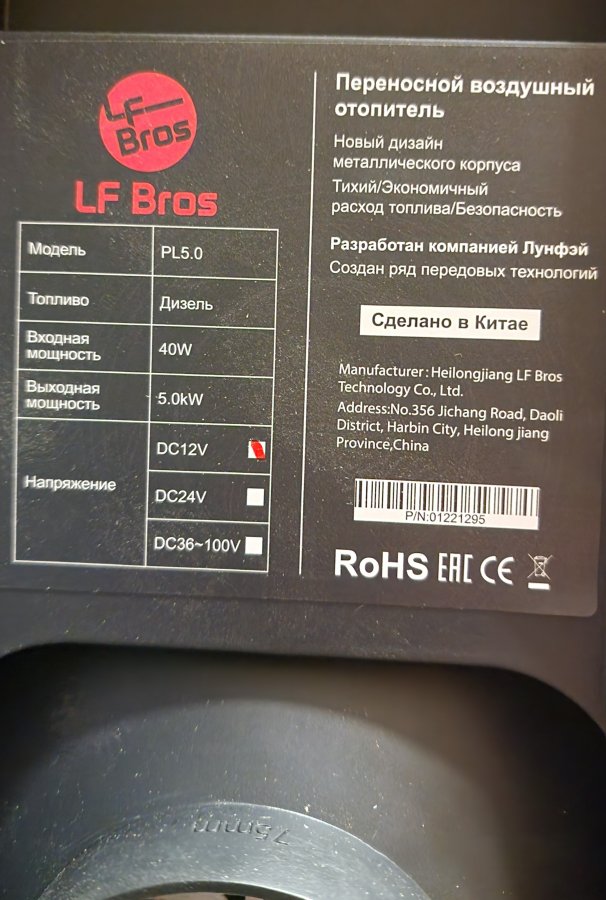 LF
Bros
LF Bros
Модель PL5.0
Топливо Дизель
Входная
мощность 40W
Выходная
мощность 5.0kW
Напряжение
DC12V
DC24V
DC36~100V
Переносной воздушный
отопитель
Новый дизайн
металлического корпуса
Тихий/Экономичный
расход топлива/Безопасность
Разработан компанией Лунфэй
Создан ряд передовых технологий
Сделано в Китае
Manufacturer : Heilongjiang LF Bros
Technology Co., Ltd.
Address:No.356 Jichang Road, Daoli
District, Harbin City, Heilong jiang
Province,China
P/N:01221295
RoHS EAC CE
75mm